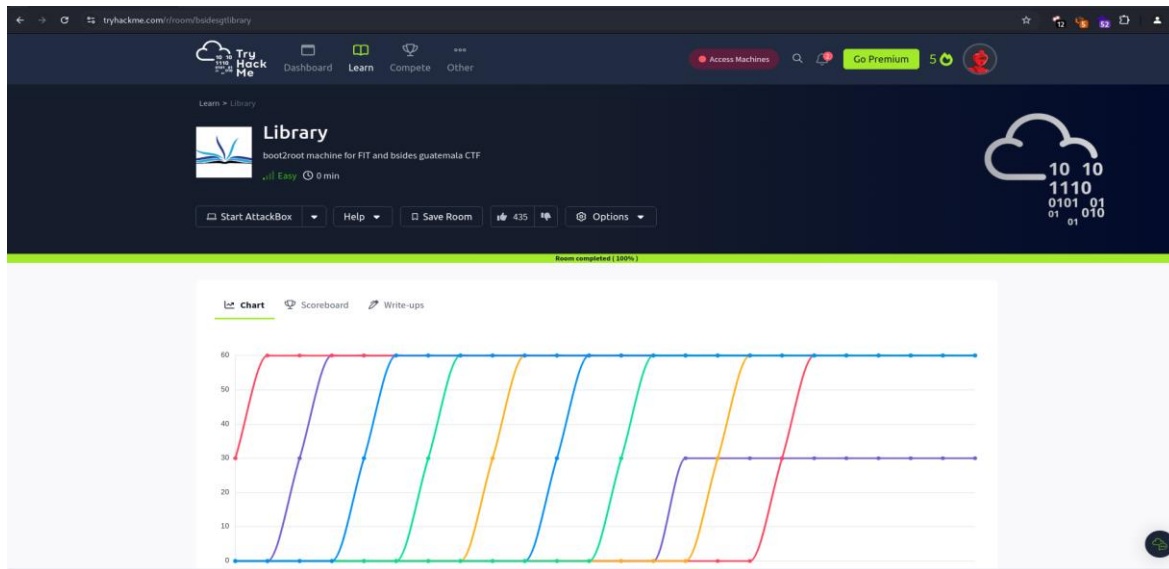 tryhackme.com/r/room/bsidesgtlibrary
12
5
52
Try
Hack
Me
Dashboard
Learn
Compete
Other
Access Machines
Go Premium
5
Learn > Library
Library
boot2root machine for FIT and bsides guatemala CTF
Easy
0 min
Start AttackBox
Help
Save Room
435
Options
10 10
1110
0101 01
01 010
01
Room completed ( 100% )
Chart
Scoreboard
Write-ups
60
50
40
30
20
10
0